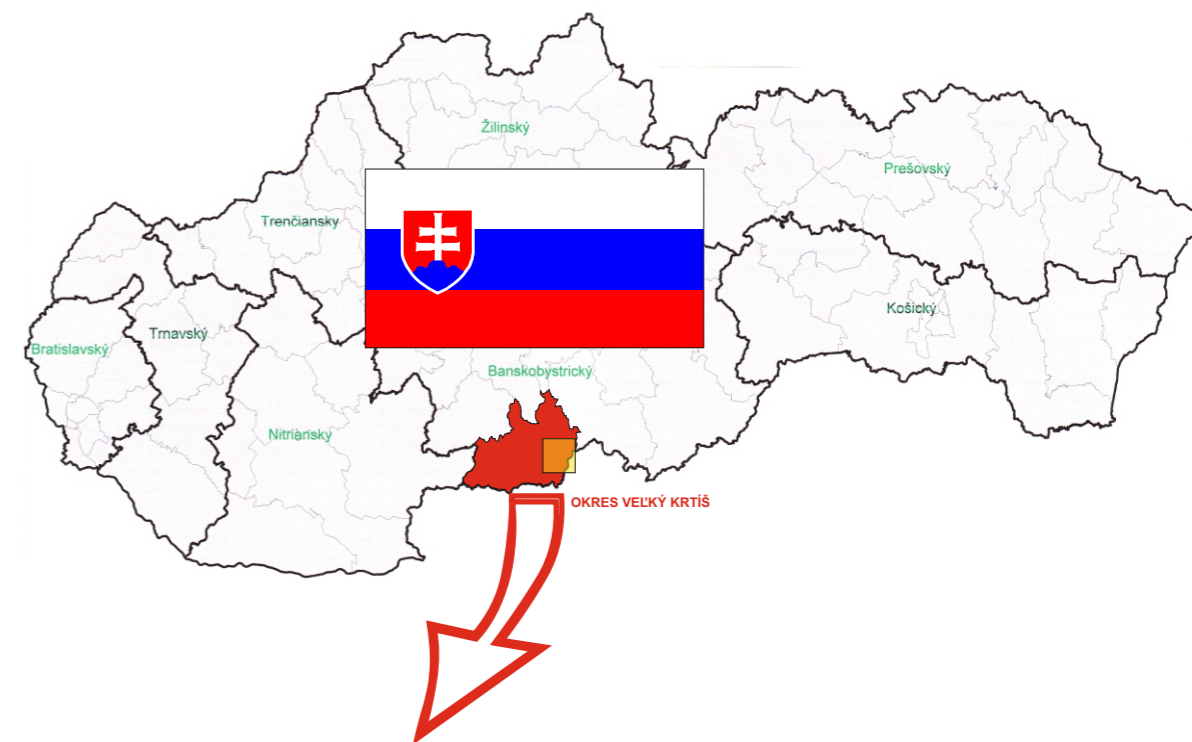 Žilinský
Prešovský
Trenčiansky
Košický
Trnavský
Bratislavský
Banskobystrický
Nitriansky
OKRES VEĽKÝ KRTÍŠ